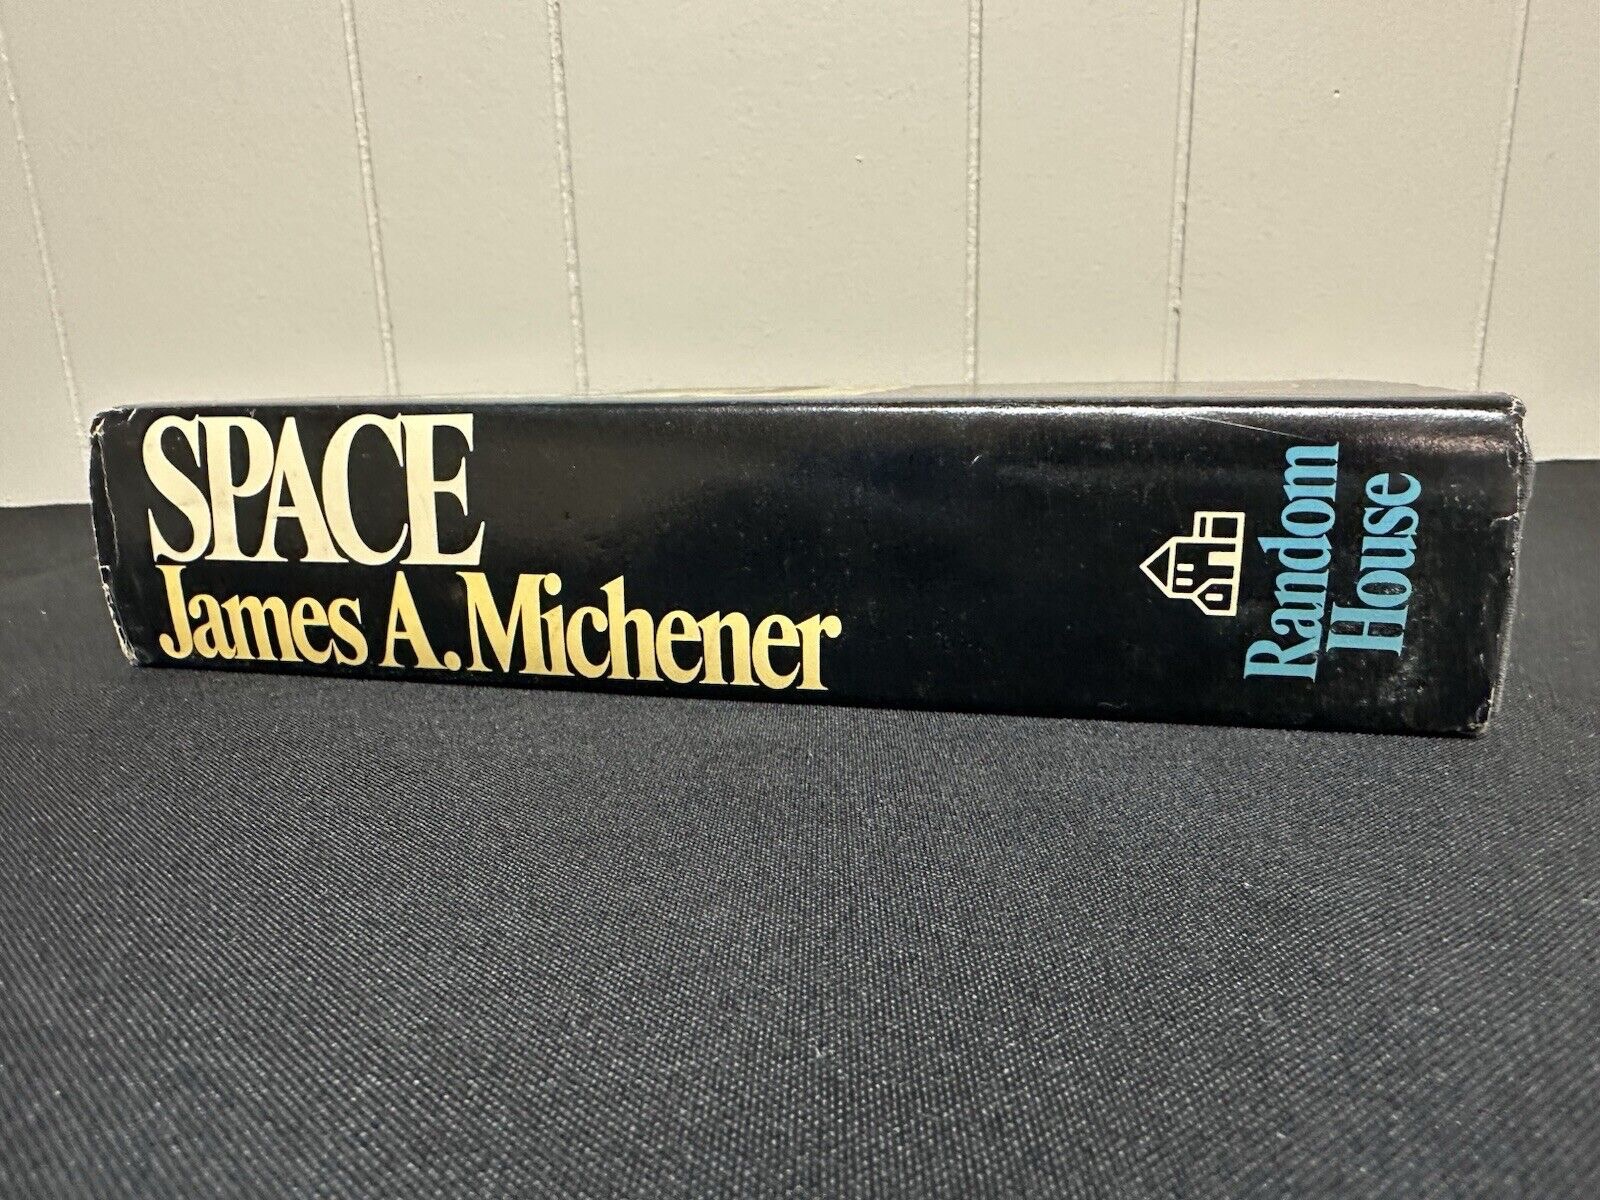 SPACE
James A. Michener
Random
House